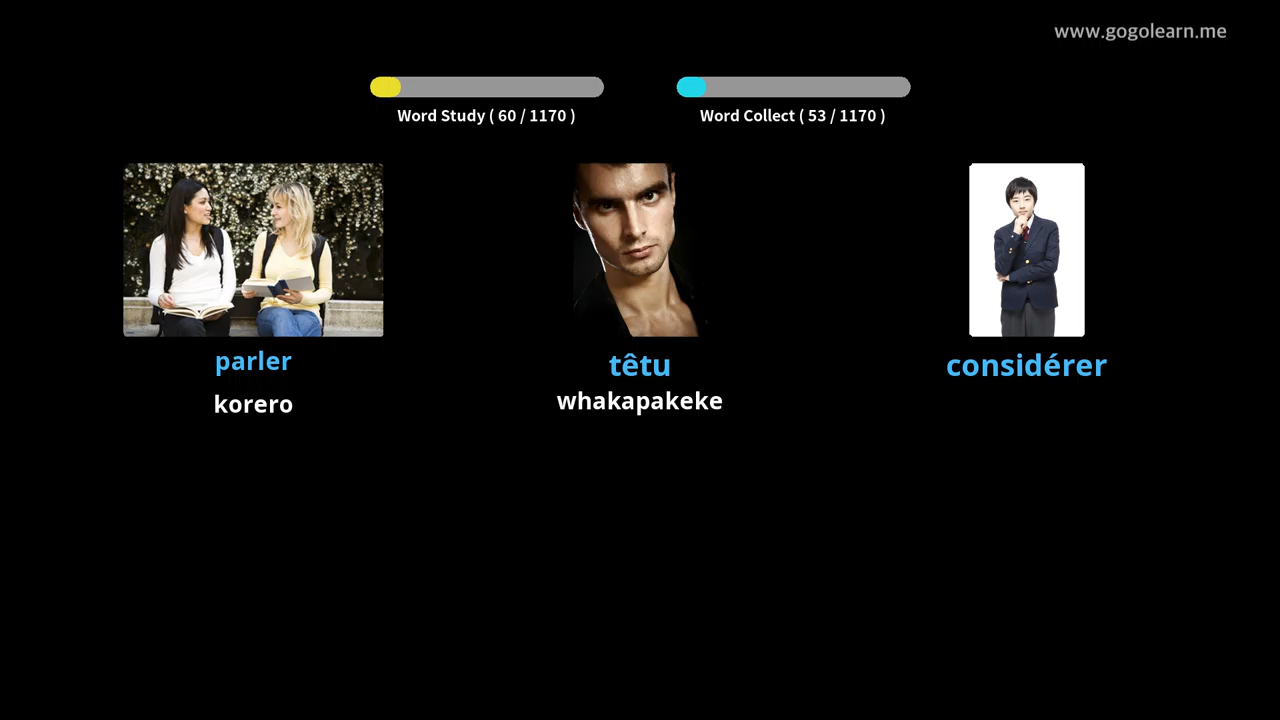 www.gogolearn.me
Word Study ( 60 / 1170 )
Word Collect ( 53 / 1170 )
parler
korero
têtu
whakapakeke
considérer